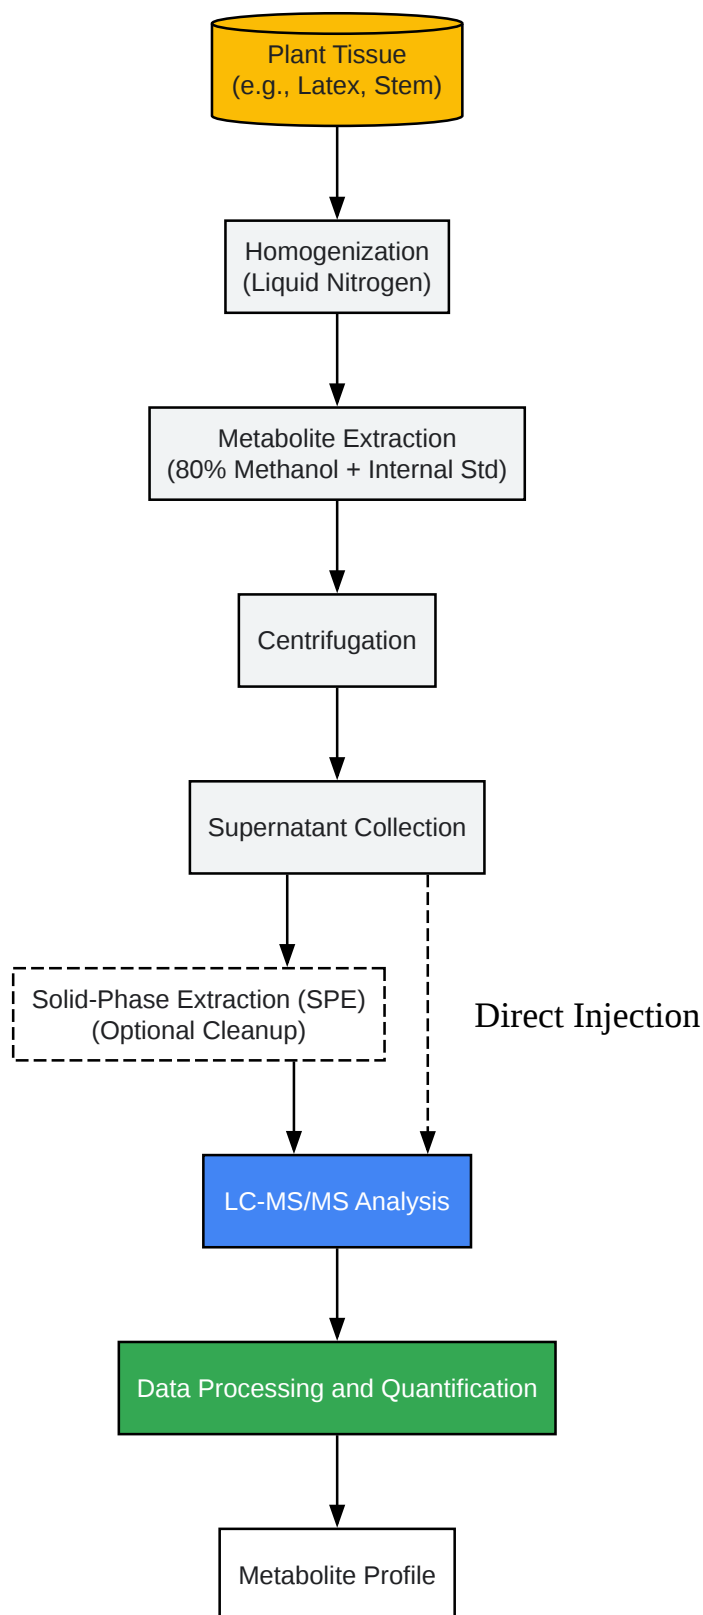 Plant Tissue
(e.g., Latex, Stem)
Homogenization
(Liquid Nitrogen)
Metabolite Extraction
(80% Methanol + Internal Std)
Centrifugation
Supernatant Collection
Solid-Phase Extraction (SPE)
(Optional Cleanup)
Direct Injection
LC-MS/MS Analysis
Data Processing and Quantification
Metabolite Profile